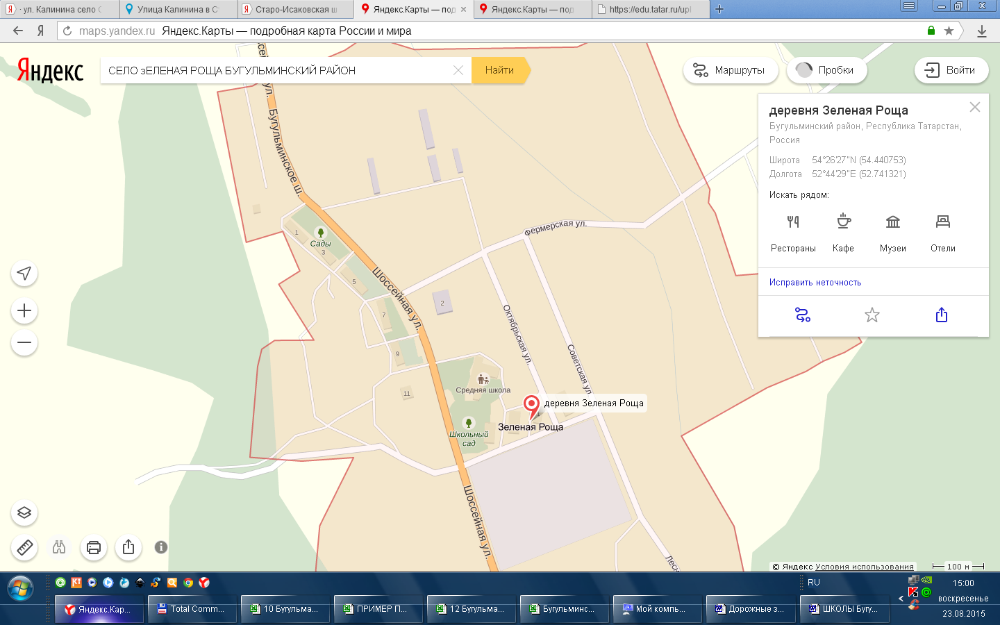 · ул. Калинина село С
Улица Калинина в Ст
Старо-Исаковская ш
Яндекс.Карты — под
Яндекс.Карты — под
https://edu.tatar.ru/upl
Я
maps.yandex.ru Яндекс.Карты — подробная карта России и мира
Яндекс
СЕЛО зЕЛЕНАЯ РОЩА БУГУЛЬМИНСКИЙ РАЙОН
Найти
Маршруты
Пробки
Войти
деревня Зеленая Роща
Бугульминский район, Республика Татарстан,
Россия
Широта 54°26'27"N (54.440753)
Долгота 52°44'29"E (52.741321)
Искать рядом:
Рестораны
Кафе
Музеи
Отели
Исправить неточность
ул.
Бугульминское ш.
Фермерская ул.
1
Сады
3
5
Шоссейная ул.
2
7
Октябрьская ул.
Советская ул.
9
Средняя школа
11
деревня Зеленая Роща
Зеленая Роща
Школьный
сад
Шоссейная ул.
Лесн
© Яндекс Условия использования
100 м
RU
15:00
воскресенье
23.08.2015
Яндекс.Кар...
Total Comm...
10 Бугульма...
ПРИМЕР П...
12 Бугульма...
Бугульминс...
Мой компь...
Дорожные з...
ШКОЛЫ Бугу...